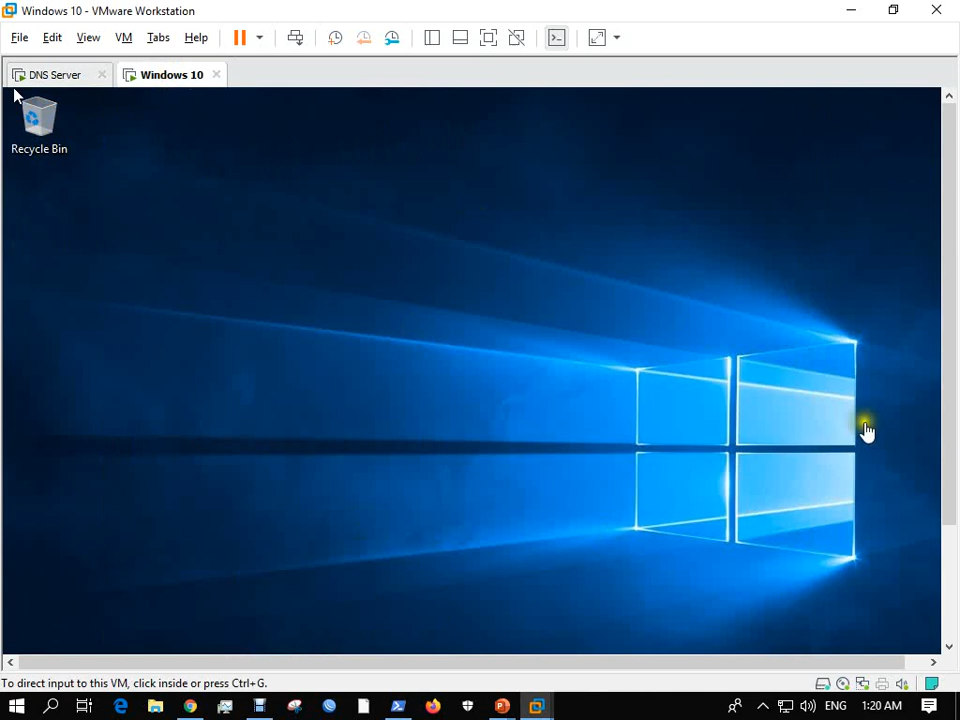 Windows 10 - VMware Workstation
File Edit View VM Tabs Help
DNS Server Windows 10
Recycle Bin
To direct input to this VM, click inside or press Ctrl+G.
ENG 1:20 AM